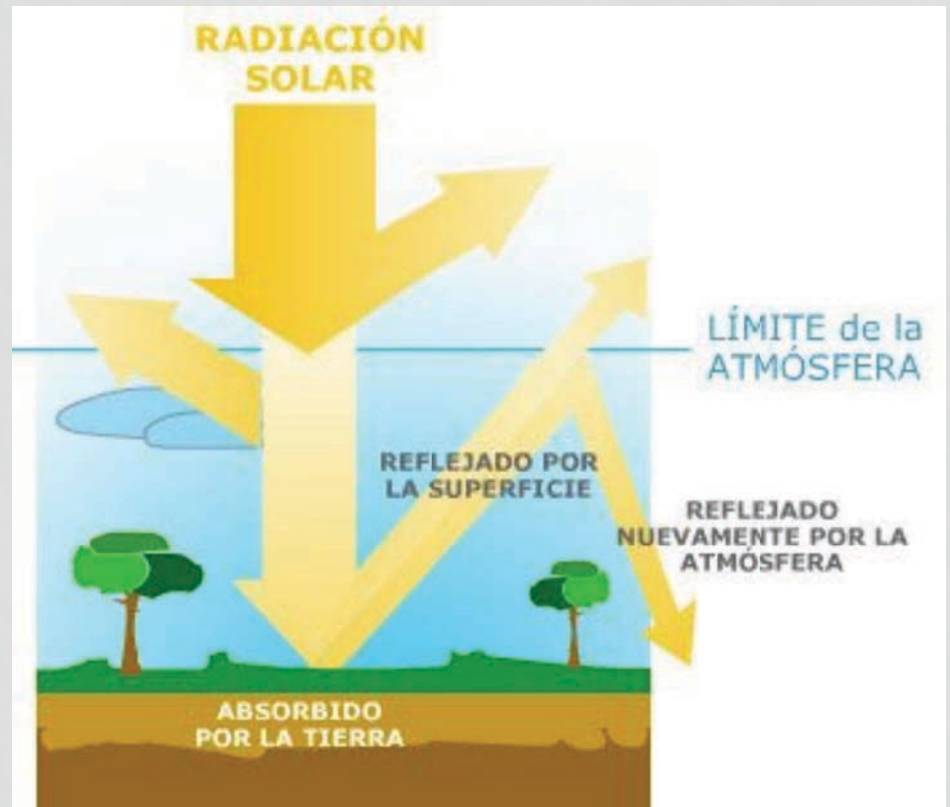 RADIACIÓN
SOLAR
LÍMITE de la
ATMÓSFERA
REFLEJADO POR
LA SUPERFICIE
REFLEJADO
NUEVAMENTE POR LA
ATMÓSFERA
ABSORBIDO
POR LA TIERRA